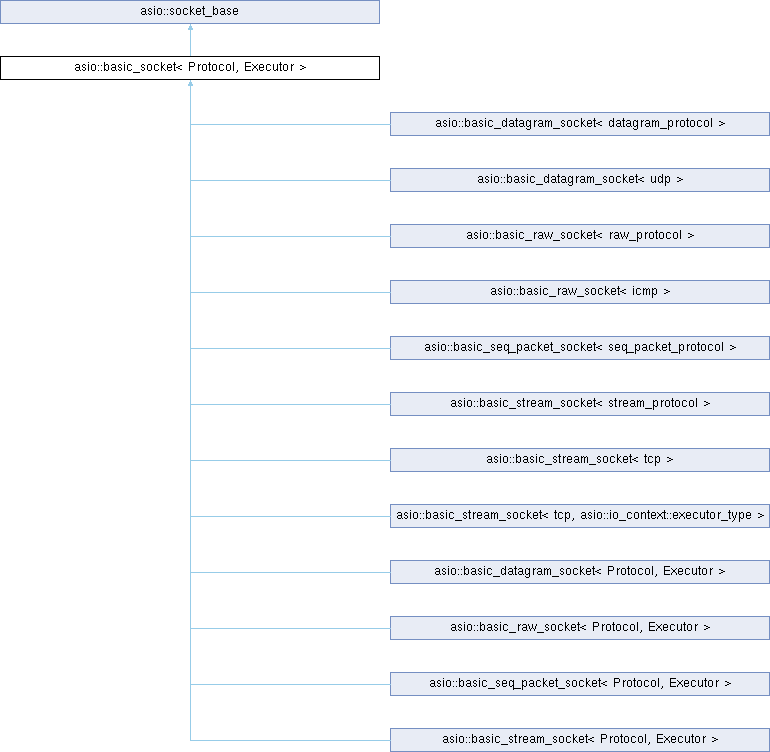 asio::socket_base
asio::basic_socket< Protocol, Executor >
asio::basic_datagram_socket< datagram_protocol >
asio::basic_datagram_socket< udp >
asio::basic_raw_socket< raw_protocol >
asio::basic_raw_socket< icmp >
asio::basic_seq_packet_socket< seq_packet_protocol >
asio::basic_stream_socket< stream_protocol >
asio::basic_stream_socket< tcp >
asio::basic_stream_socket< tcp, asio::io_context::executor_type >
asio::basic_datagram_socket< Protocol, Executor >
asio::basic_raw_socket< Protocol, Executor >
asio::basic_seq_packet_socket< Protocol, Executor >
asio::basic_stream_socket< Protocol, Executor >